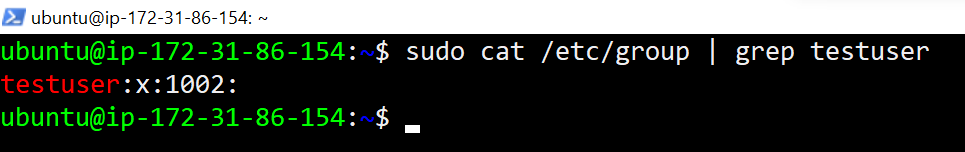 ubuntu@ip-172-31-86-154: ~
ubuntu@ip-172-31-86-154:~$ sudo cat /etc/group | grep testuser
testuser:x:1002:
ubuntu@ip-172-31-86-154:~$